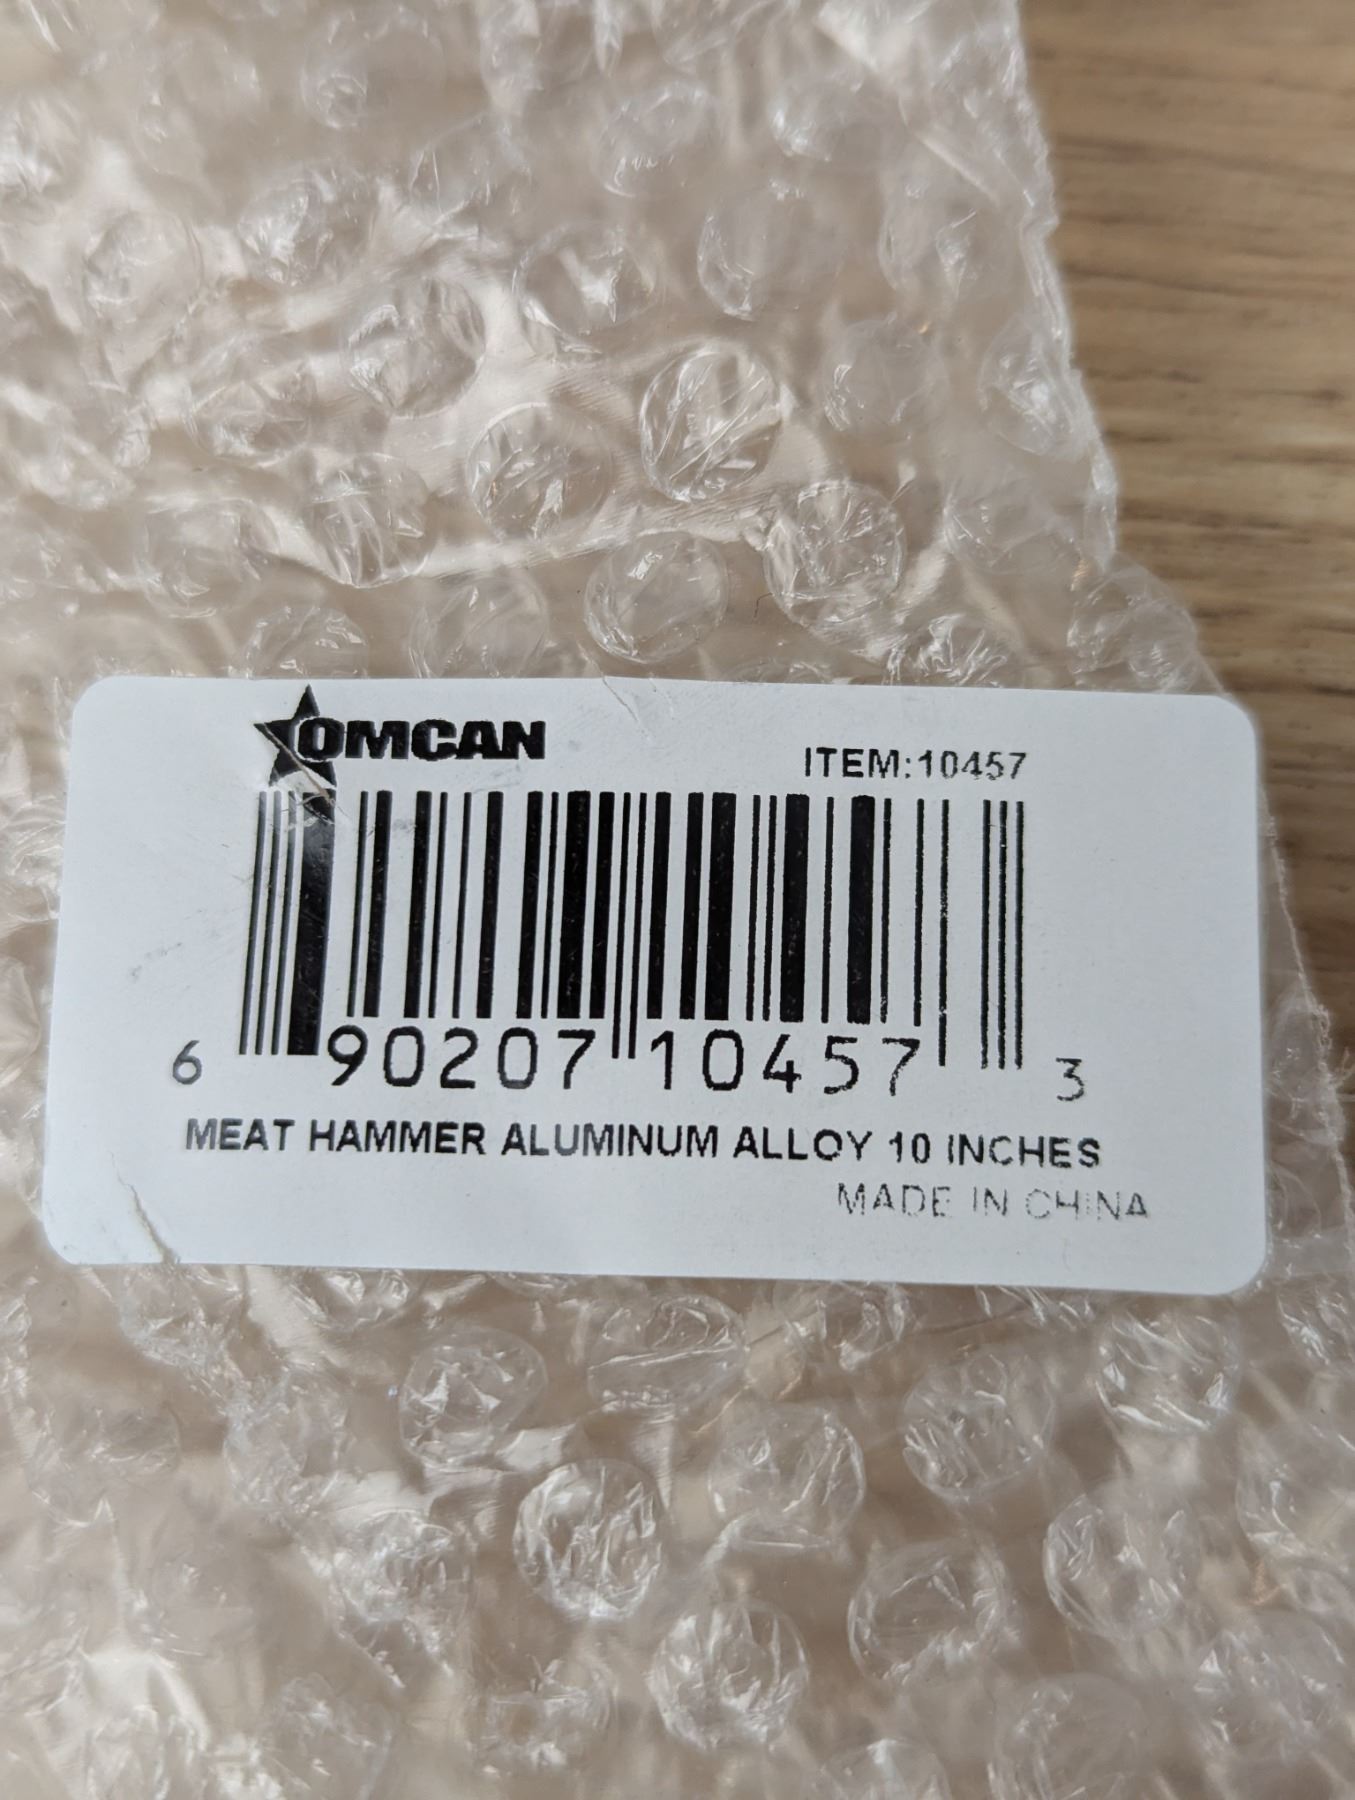 OMCAN
ITEM:10457
6 90207 10457 3
MEAT HAMMER ALUMINUM ALLOY 10 INCHES
MADE IN CHINA